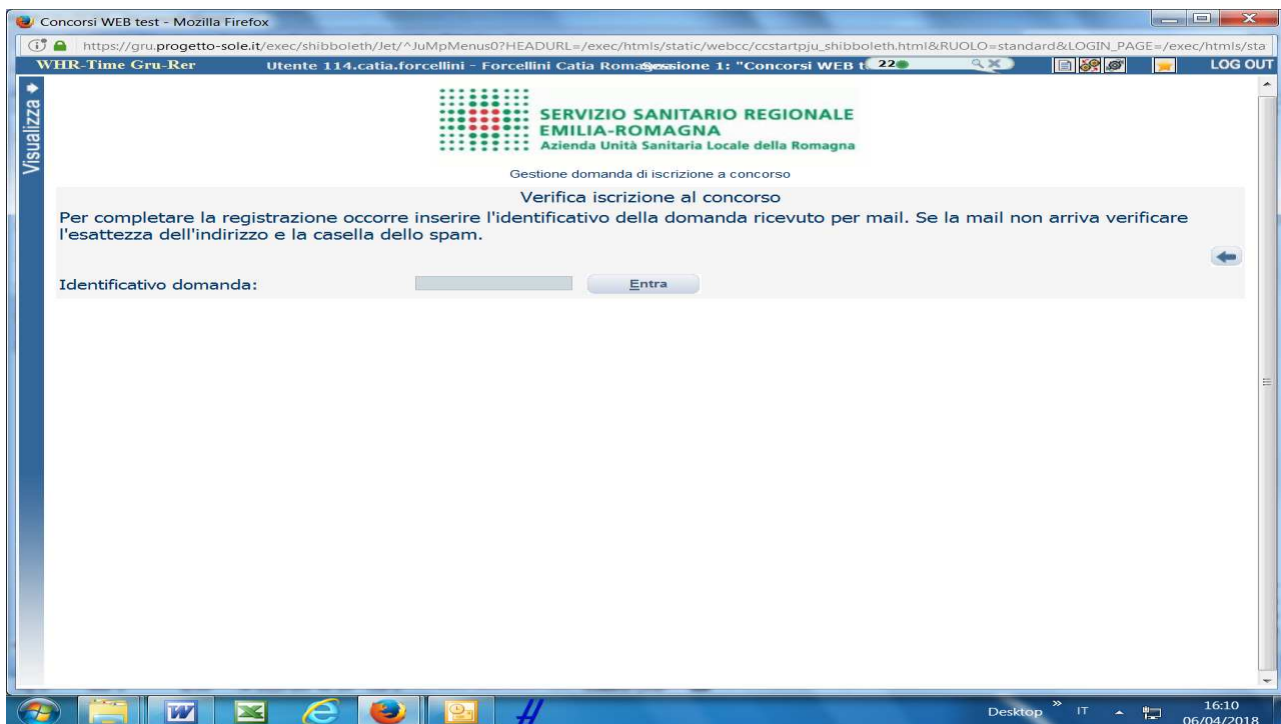 Concorsi WEB test - Mozilla Firefox
https://gru.progetto-sole.it/exec/shibboleth/Jet/^JuMpMenus0?HEADURL=/exec/htmls/static/webcc/ccstartpju_shibboleth.html&RUOLO=standard&LOGIN_PAGE=/exec/htmls/sta
WHR-Time Gru-Rer Utente 114.catia.forcellini - Forcellini Catia Romagna Sessione 1: "Concorsi WEB t 22 LOG OUT
Visualizza
SERVIZIO SANITARIO REGIONALE
EMILIA-ROMAGNA
Azienda Unità Sanitaria Locale della Romagna
Gestione domanda di iscrizione a concorso
Verifica iscrizione al concorso
Per completare la registrazione occorre inserire l'identificativo della domanda ricevuto per mail. Se la mail non arriva verificare
l'esattezza dell'indirizzo e la casella dello spam.
Identificativo domanda: Entra
Desktop » IT 16:10
06/04/2018